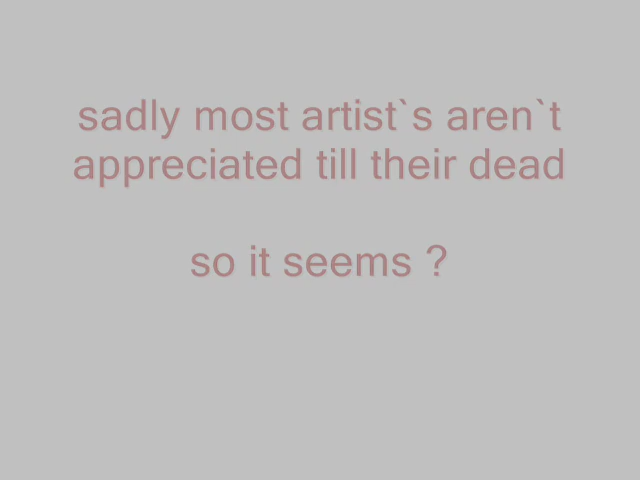 sadly most artist`s aren`t
appreciated till their dead
so it seems ?